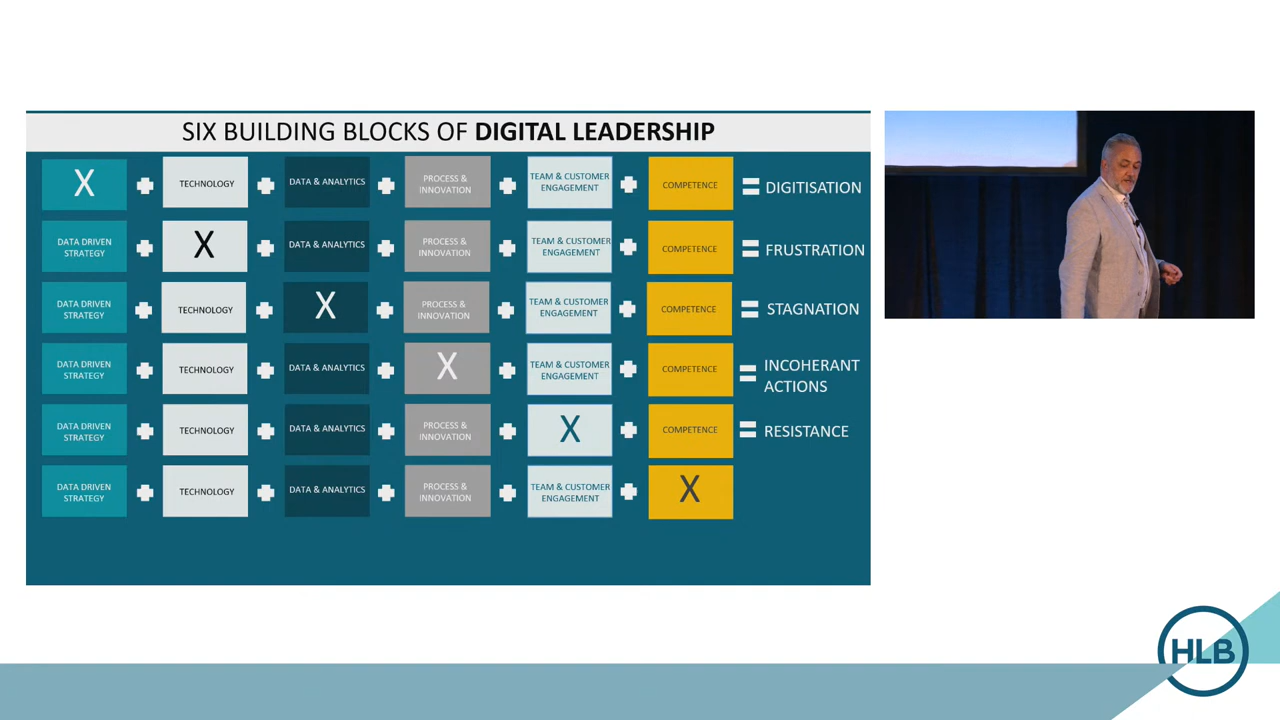 SIX BUILDING BLOCKS OF DIGITAL LEADERSHIP
X TECHNOLOGY DATA & ANALYTICS PROCESS & INNOVATION TEAM & CUSTOMER ENGAGEMENT COMPETENCE = DIGITISATION
DATA DRIVEN STRATEGY X DATA & ANALYTICS PROCESS & INNOVATION TEAM & CUSTOMER ENGAGEMENT COMPETENCE = FRUSTRATION
DATA DRIVEN STRATEGY TECHNOLOGY X PROCESS & INNOVATION TEAM & CUSTOMER ENGAGEMENT COMPETENCE = STAGNATION
DATA DRIVEN STRATEGY TECHNOLOGY DATA & ANALYTICS X TEAM & CUSTOMER ENGAGEMENT COMPETENCE = INCOHERANT ACTIONS
DATA DRIVEN STRATEGY TECHNOLOGY DATA & ANALYTICS PROCESS & INNOVATION X COMPETENCE = RESISTANCE
DATA DRIVEN STRATEGY TECHNOLOGY DATA & ANALYTICS PROCESS & INNOVATION TEAM & CUSTOMER ENGAGEMENT X
HLB